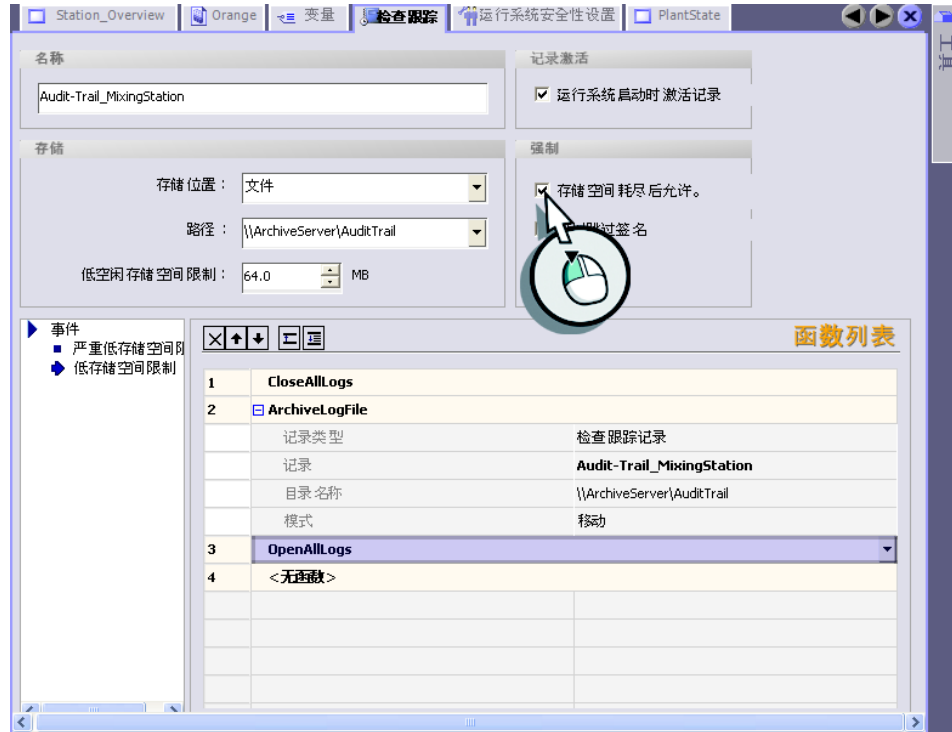 Station_Overview Orange 变量 检查跟踪 运行系统安全性设置 PlantState
工
名称
Audit-Trail_MixingStation
记录激活
运行系统启动时激活记录
存储
存储位置： 文件
路径： \\ArchiveServer\AuditTrail
低空闲存储空间限制： 64.0 MB
强制
存储空间耗尽后允许。
跳过签名
事件
严重低存储空间
低存储空间限制
函数列表
1 CloseAllLogs
2 ArchiveLogFile
记录类型 检查跟踪记录
记录 Audit-Trail_MixingStation
目录名称 \\ArchiveServer\AuditTrail
模式 移动
3 OpenAllLogs
4 <无函数>